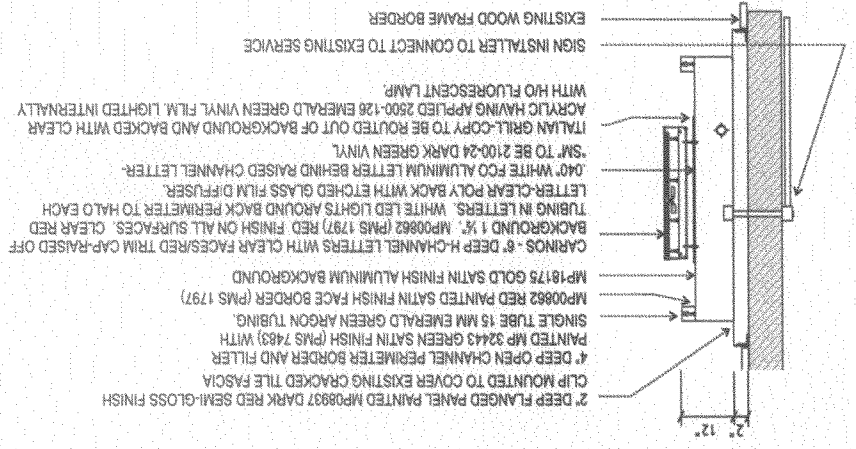 2" 12"
2" DEEP FLANGED PANEL PAINTED MP08937 DARK RED SEMI-GLOSS FINISH
CLIP MOUNTED TO COVER EXISTING CRACKED TILE FASCIA
4" DEEP OPEN CHANNEL PERIMETER BORDER AND FILLER
PAINTED MP 32443 GREEN SATIN FINISH (PMS 7483) WITH
SINGLE TUBE 15 MM EMERALD GREEN ARGON TUBING.
MP00862 RED PAINTED SATIN FINISH FACE BORDER (PMS 1797)
MP18175 GOLD SATIN FINISH ALUMINUM BACKGROUND
CARINOS - 6" DEEP H-CHANNEL LETTERS WITH CLEAR FACES/RED TRIM CAP-RAISED OFF
BACKGROUND 1 ½". MP00862 (PMS 1797) RED FINISH ON ALL SURFACES. CLEAR RED
TUBING IN LETTERS. WHITE LED LIGHTS AROUND BACK PERIMETER TO HALO EACH
LETTER-CLEAR POLY BACK WITH ETCHED GLASS FILM DIFFUSER.
.040" WHITE FCO ALUMINUM LETTER BEHIND RAISED CHANNEL LETTER-
"SM" TO BE 2100-24 DARK GREEN VINYL
ITALIAN GRILL-COPY TO BE ROUTED OUT OF BACKGROUND AND BACKED WITH CLEAR
ACRYLIC HAVING APPLIED 2500-126 EMERALD GREEN VINYL FILM. LIGHTED INTERNALLY
WITH H/O FLUORESCENT LAMP.
SIGN INSTALLER TO CONNECT TO EXISTING SERVICE
EXISTING WOOD FRAME BORDER